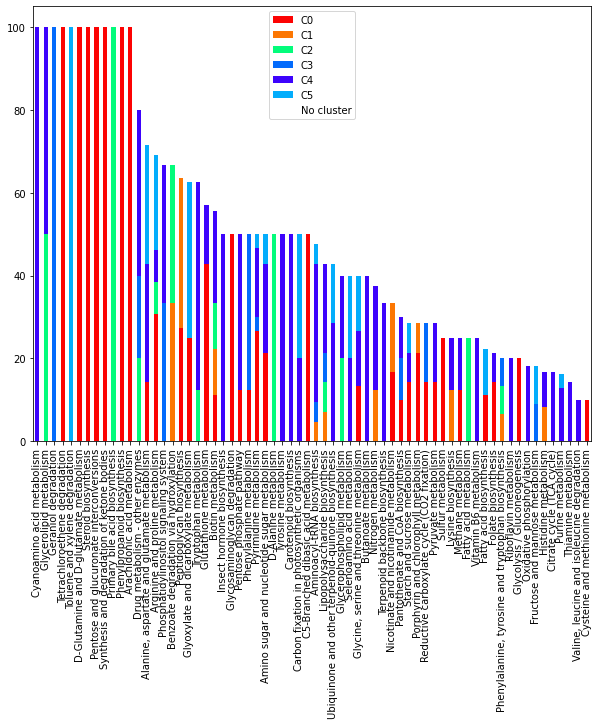 100
80
60
40
20
0
C0
C1
C2
C3
C4
C5
No cluster
Cyanoamino acid metabolism
Glycerolipid metabolism
Geraniol degradation
Tetrachloroethene degradation
Toluene and xylene degradation
D-Glutamine and D-glutamate metabolism
biosynthesis
Pentose and glucuronate interconversions
Synthesis and degradation of ketone bodies
Primary bile acid biosynthesis
Phenylpropanoid biosynthesis
Arachidonic acid metabolism
Drug metabolism - other enzymes
Alanine, aspartate and glutamate metabolism
Arginine and proline metabolism
Phosphatidylinositol signaling system
Benzoate degradation via hydroxylation
Peptidoglycan biosynthesis
Glyoxylate and dicarboxylate metabolism
Tryptophan metabolism
Glutathione metabolism
Biotin metabolism
Insect hormone biosynthesis
Glycosaminoglycan degradation
Pentose phosphate pathway
Phenylalanine metabolism
Pyrimidine metabolism
Amino sugar and nucleotide sugar metabolism
metabolism
metabolism
Carotenoid biosynthesis
Carbon fixation in photosynthetic organisms
C5-Branched dibasic acid metabolism
Aminoacyl-tRNA biosynthesis
Lipopolysaccharide biosynthesis
Ubiquinone and other terpenoid-quinone biosynthesis
Glycerophospholipid metabolism
Selenoamino acid metabolism
Glycine, serine and threonine metabolism
Butanoate metabolism
Nitrogen metabolism
Terpenoid backbone biosynthesis
Nicotinate and nicotinamide metabolism
Pantothenate and CoA biosynthesis
Starch and sucrose metabolism
Porphyrin and chlorophyll metabolism
Reductive carboxylate cycle (CO2 fixation)
Pyruvate metabolism
Sulfur metabolism
Lysine biosynthesis
Methane metabolism
Fatty acid metabolism
Vitamin B6 metabolism
Fatty acid biosynthesis
Folate biosynthesis
Phenylalanine, tyrosine and tryptophan biosynthesis
Riboflavin metabolism
Glycolysis / Gluconeogenesis
Oxidative phosphorylation
Fructose and mannose metabolism
Histidine metabolism
Citrate cycle (TCA cycle)
Purine metabolism
Thiamine metabolism
Valine, leucine and isoleucine degradation
Cysteine and methionine metabolism